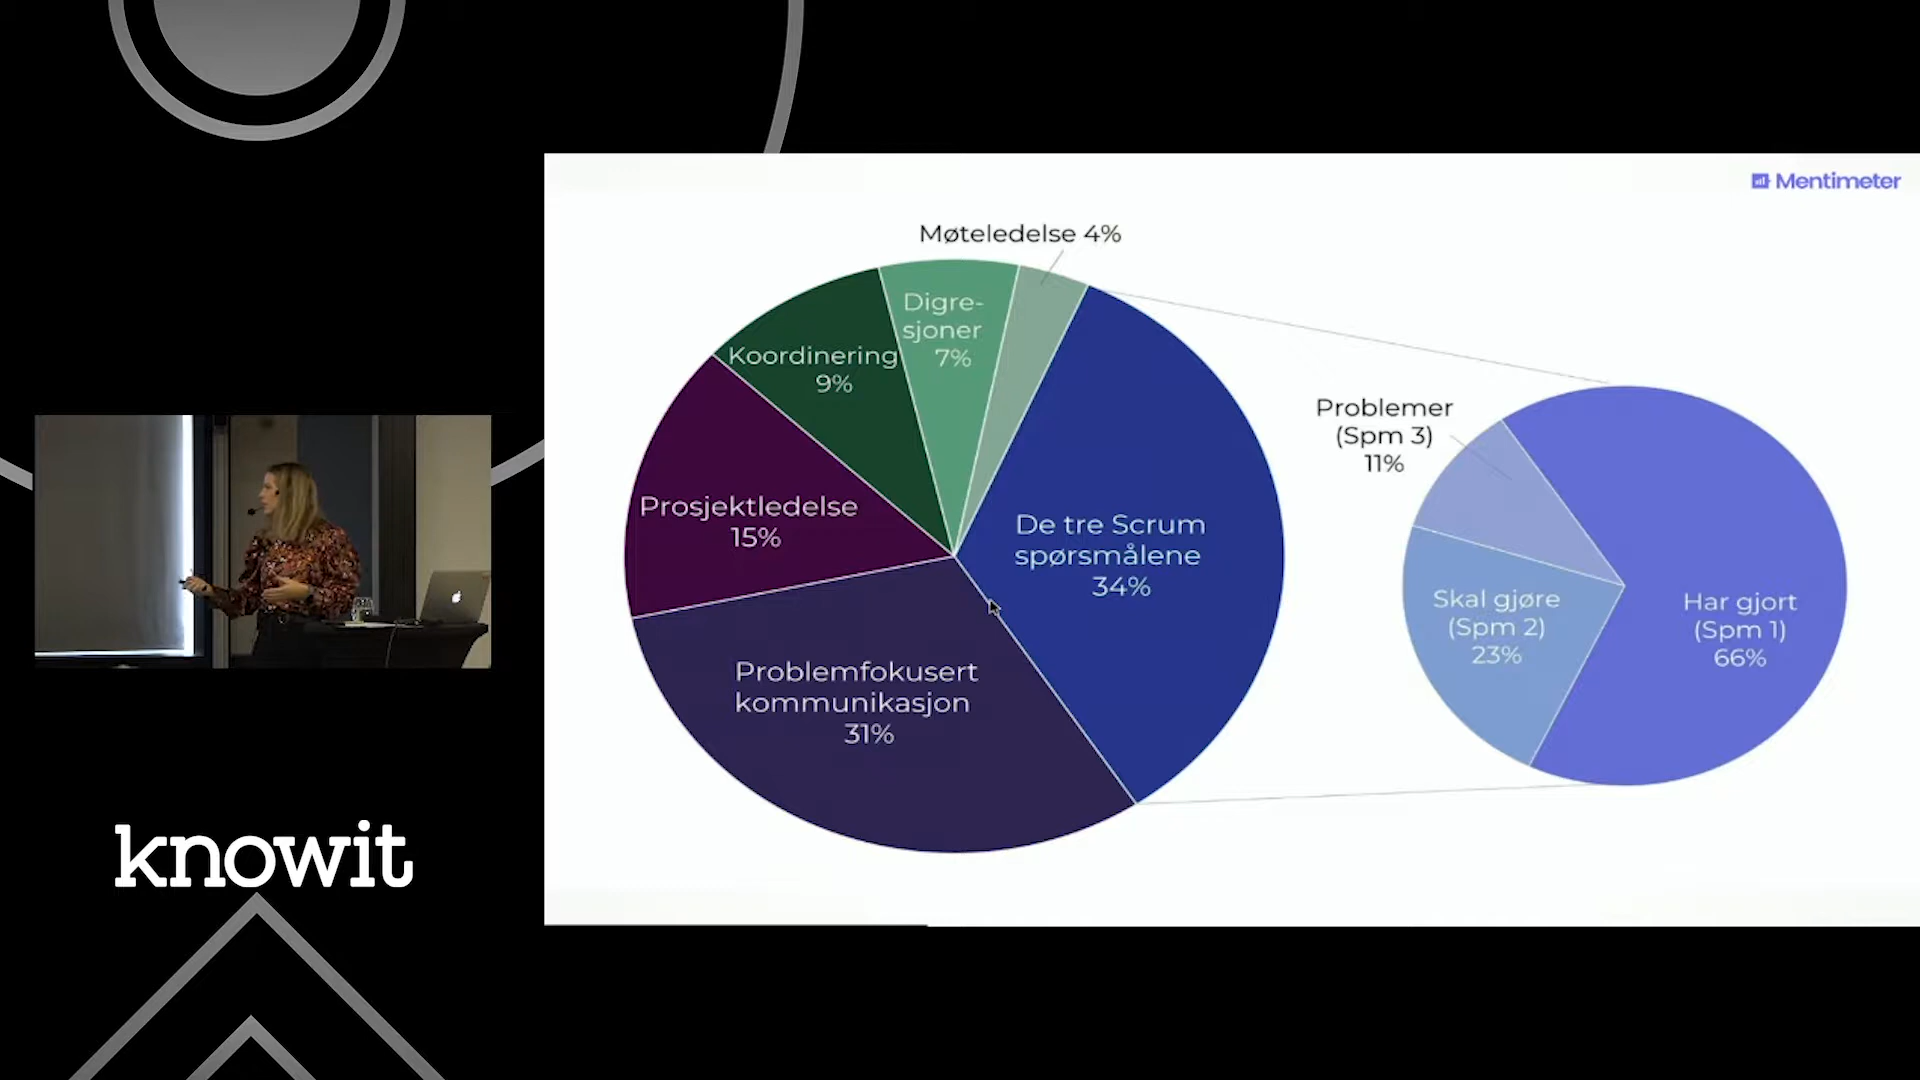 Mentimeter
Møteledelse 4%
Digre-
sjoner
7%
Koordinering
9%
Prosjektledelse
15%
De tre Scrum
spørsmålene
34%
Problemfokusert
kommunikasjon
31%
Problemer
(Spm 3)
11%
Skal gjøre
(Spm 2)
23%
Har gjort
(Spm 1)
66%
knowit